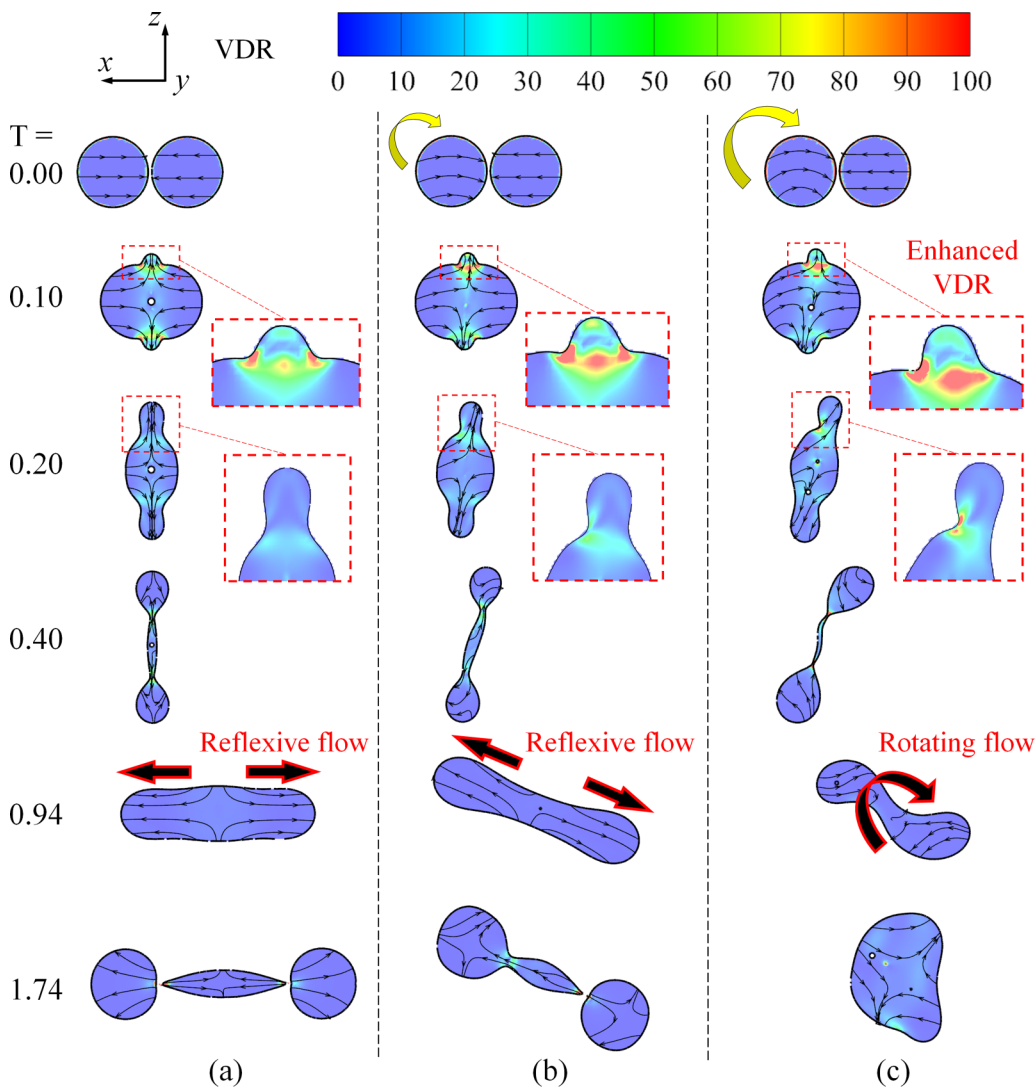 z
x
y
VDR
0 10 20 30 40 50 60 70 80 90 100
T =
0.00
0.10
Enhanced
VDR
0.20
0.40
Reflexive flow
Reflexive flow
Rotating flow
0.94
1.74
(a) (b) (c)